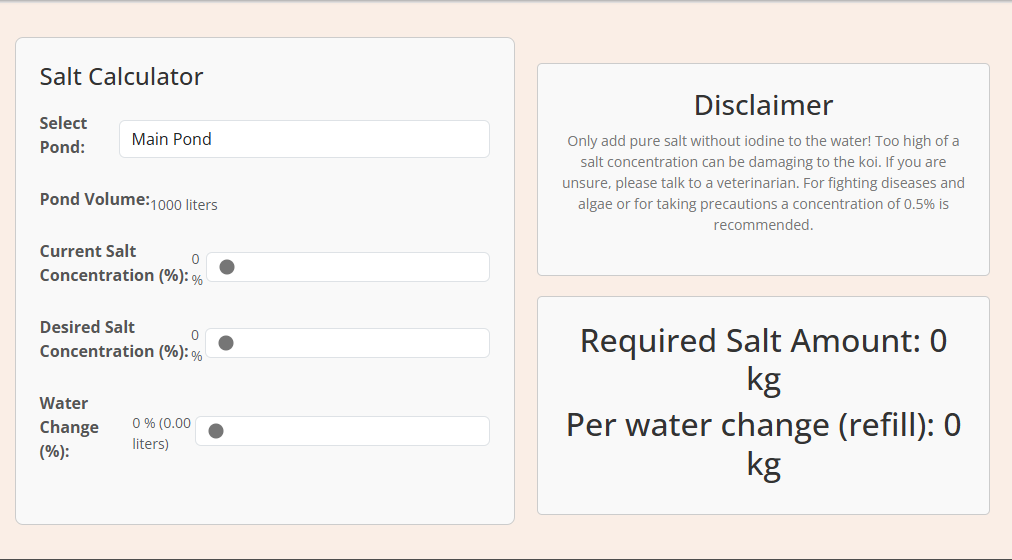 Salt Calculator
Select
Pond:
Main Pond
Pond Volume: 1000 liters
Current Salt
Concentration (%):
0
%
Desired Salt
Concentration (%):
0
%
Water
Change
(%):
0 % (0.00
liters)
Disclaimer
Only add pure salt without iodine to the water! Too high of a
salt concentration can be damaging to the koi. If you are
unsure, please talk to a veterinarian. For fighting diseases and
algae or for taking precautions a concentration of 0.5% is
recommended.
Required Salt Amount: 0
kg
Per water change (refill): 0
kg